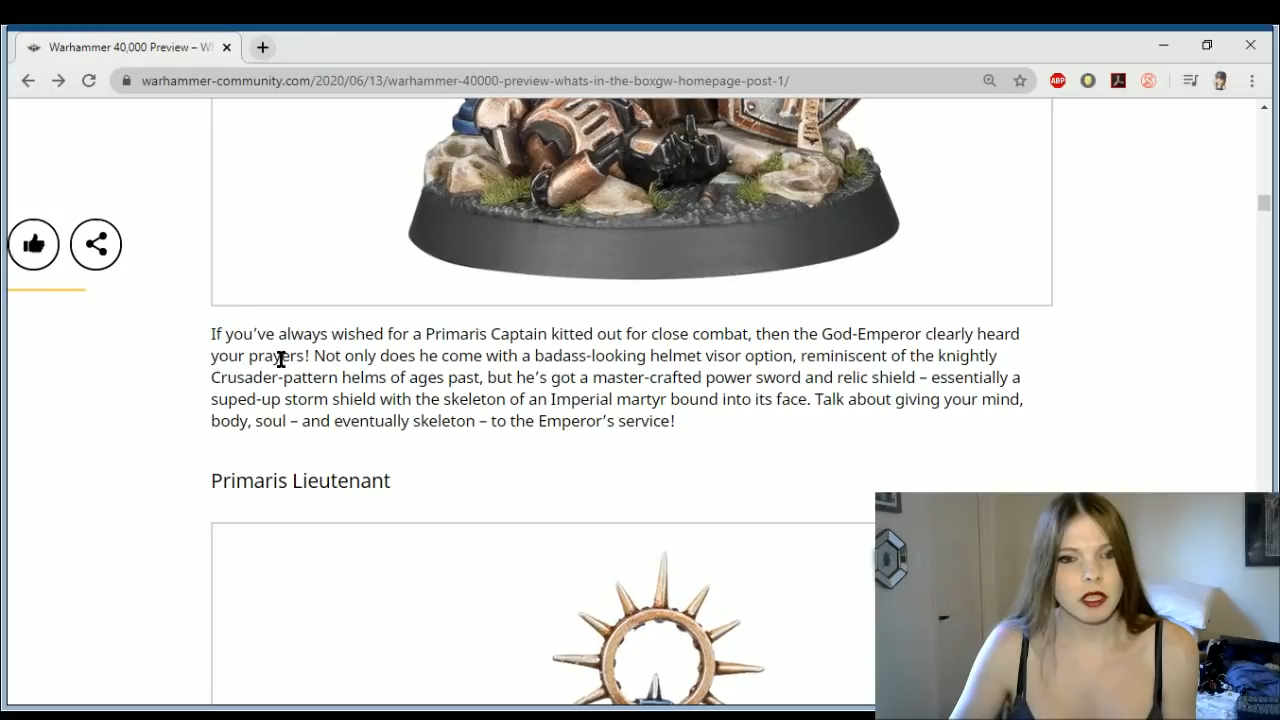 Warhammer 40,000 Preview – W
warhammer-community.com/2020/06/13/warhammer-40000-preview-whats-in-the-boxgw-homepage-post-1/
ABP
If you've always wished for a Primaris Captain kitted out for close combat, then the God-Emperor clearly heard
your prayers! Not only does he come with a badass-looking helmet visor option, reminiscent of the knightly
Crusader-pattern helms of ages past, but he's got a master-crafted power sword and relic shield – essentially a
suped-up storm shield with the skeleton of an Imperial martyr bound into its face. Talk about giving your mind,
body, soul – and eventually skeleton – to the Emperor's service!
Primaris Lieutenant